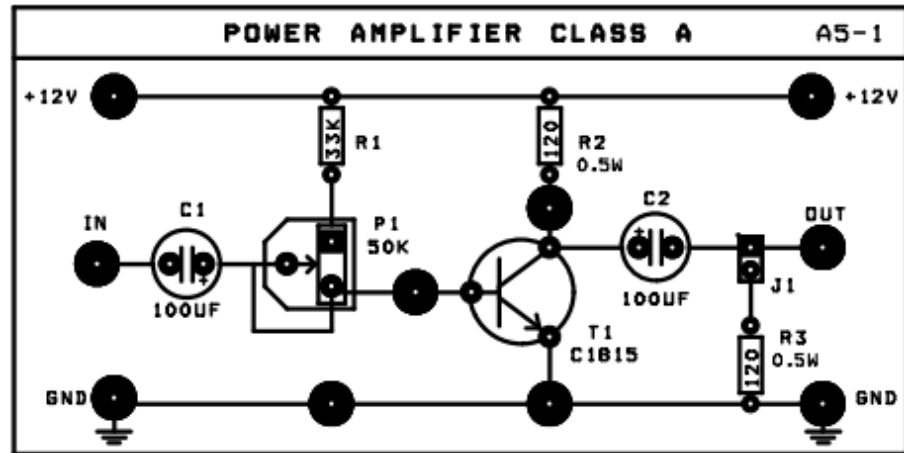 POWER AMPLIFIER CLASS A A5-1
+12V +12V
33K R1
120 R2
0.5W
C1
IN
P1
50K
C2
OUT
+ 100UF
+ 100UF
J1
T1
C1815
R3
120 0.5W
GND GND